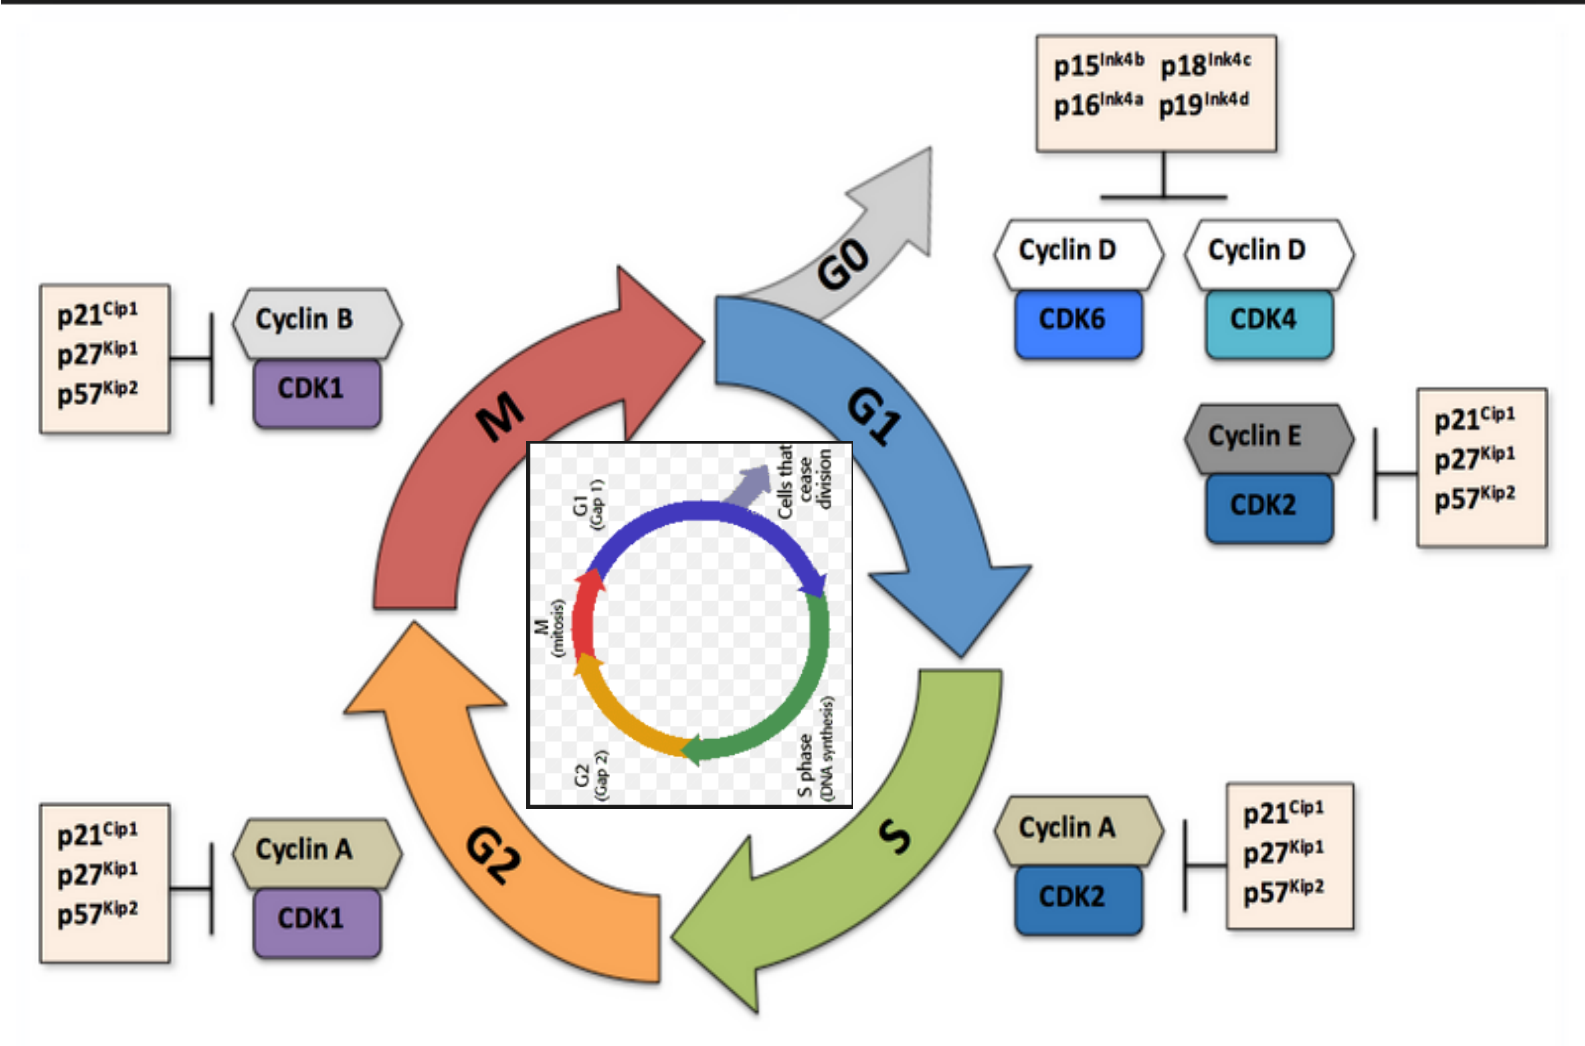 p15Ink4b p18Ink4c
p16Ink4a p19Ink4d
G0
Cyclin D
CDK6
Cyclin D
CDK4
p21Cip1
p27Kip1
p57Kip2
Cyclin B
CDK1
M
G1
Cyclin E
CDK2
p21Cip1
p27Kip1
p57Kip2
G1
(Gap 1)
Cells that
cease
division
M
(mitosis)
G2
(Gap 2)
S phase
(DNA synthesis)
p21Cip1
p27Kip1
p57Kip2
Cyclin A
CDK1
G2
S
Cyclin A
CDK2
p21Cip1
p27Kip1
p57Kip2